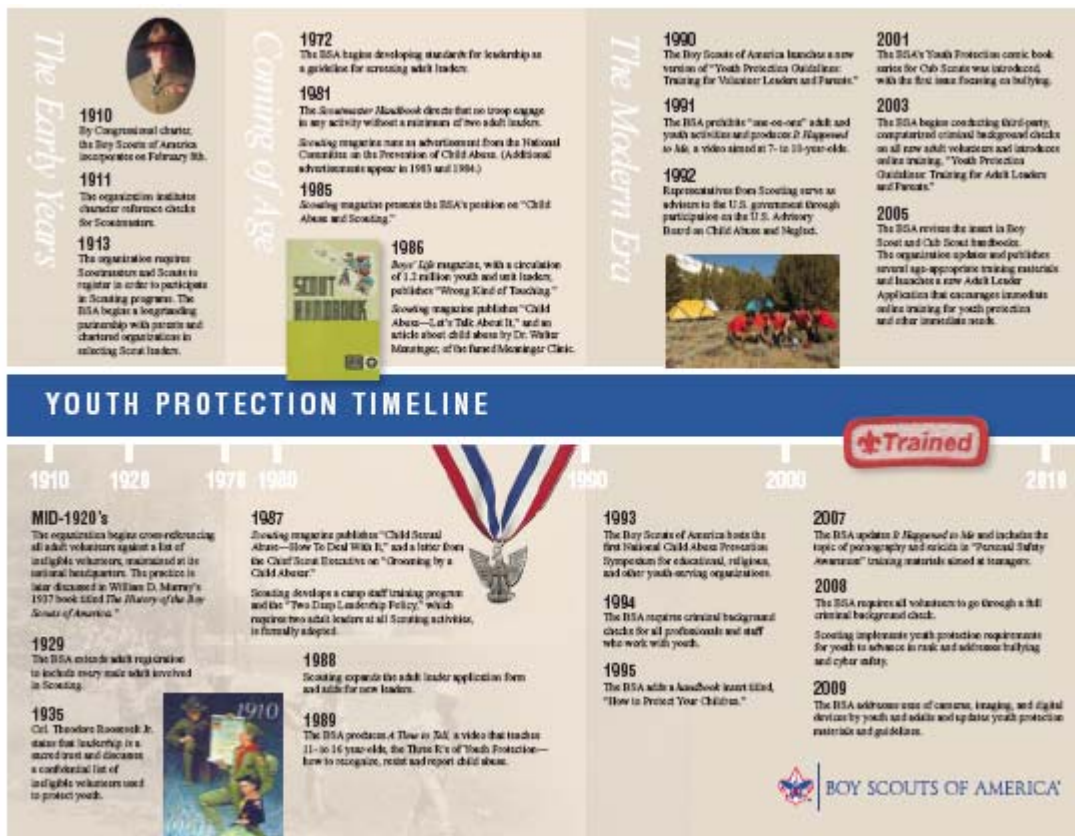 The Early Years
1910
By Congressional charter,
the Boy Scouts of America
incorporates on February 8th.
1911
The organization institutes
character reference checks
for Scoutmasters.
1913
The organization requires
Scoutmasters and Scouts to
register in order to participate
in Scouting programs. The
BSA begins a longstanding
partnership with parents and
chartered organizations in
selecting Scout leaders.
Coming of Age
1972
The BSA begins developing standards for leadership as
a guideline for screening adult leaders.
1981
The Scoutmaster Handbook directs that no troop engage
in any activity without a minimum of two adult leaders.
Scouting magazine runs an advertisement from the National
Committee on the Prevention of Child Abuse. (Additional
advertisements appear in 1983 and 1984.)
1985
Scouting magazine presents the BSA's position on "Child
Abuse and Scouting."
SCOUT
HANDBOOK
1986
Boys' Life magazine, with a circulation
of 1.2 million youth and unit leaders,
publishes "Wrong Kind of Touching."
Scouting magazine publishes "Child
Abuse—Let's Talk About It," and an
article about child abuse by Dr. Walter
Menninger, of the famed Menninger Clinic.
The Modern Era
1990
The Boy Scouts of America launches a new
version of "Youth Protection Guidelines:
Training for Volunteer Leaders and Parents."
1991
The BSA prohibits "one-on-one" adult and
youth activities and produces It Happened
to Me, a video aimed at 7- to 10-year-olds.
1992
Representatives from Scouting serve as
advisers to the U.S. government through
participation on the U.S. Advisory
Board on Child Abuse and Neglect.
2001
The BSA's Youth Protection comic book
series for Cub Scouts was introduced,
with the first issue focusing on bullying.
2003
The BSA begins conducting third-party,
computerized criminal background checks
on all new adult volunteers and introduces
online training, "Youth Protection
Guidelines: Training for Adult Leaders
and Parents."
2005
The BSA revises the insert in Boy
Scout and Cub Scout handbooks.
The organization updates and publishes
several age-appropriate training materials
and launches a new Adult Leader
Application that encourages immediate
online training for youth protection
and other immediate needs.
YOUTH PROTECTION TIMELINE
Trained
1910 1920 1970 1980 1990 2000 2010
MID-1920's
The organization begins cross-referencing
all adult volunteers against a list of
ineligible volunteers, maintained at its
national headquarters. The practice is
later discussed in William D. Murray's
1937 book titled The History of the Boy
Scouts of America."
1929
The BSA extends adult registration
to include every male adult involved
in Scouting.
1935
Col. Theodore Roosevelt Jr.
states that leadership is a
sacred trust and discusses
a confidential list of
ineligible volunteers used
to protect youth.
1910
1987
Scouting magazine publishes "Child Sexual
Abuse—How To Deal With It," and a letter from
the Chief Scout Executive on "Grooming by a
Child Abuser."
Scouting develops a camp staff training program
and the "Two Deep Leadership Policy," which
requires two adult leaders at all Scouting activities,
is formally adopted.
1988
Scouting expands the adult leader application form
and adds for new leaders.
1989
The BSA produces A Time to Tell, a video that teaches
11- to 16 year-olds, the Three R's of Youth Protection—
how to recognize, resist and report child abuse.
1993
The Boy Scouts of America hosts the
first National Child Abuse Prevention
Symposium for educational, religious,
and other youth-serving organizations.
1994
The BSA requires criminal background
checks for all professionals and staff
who work with youth.
1995
The BSA adds a handbook insert titled,
"How to Protect Your Children."
2007
The BSA updates It Happened to Me and includes the
topic of pornography and suicide in "Personal Safety
Awareness" training materials aimed at teenagers.
2008
The BSA requires all volunteers to go through a full
criminal background check.
Scouting implements youth protection requirements
for youth to advance in rank and addresses bullying
and cyber safety.
2009
The BSA addresses uses of cameras, imaging, and digital
devices by youth and adults and updates youth protection
materials and guidelines.
BOY SCOUTS OF AMERICA